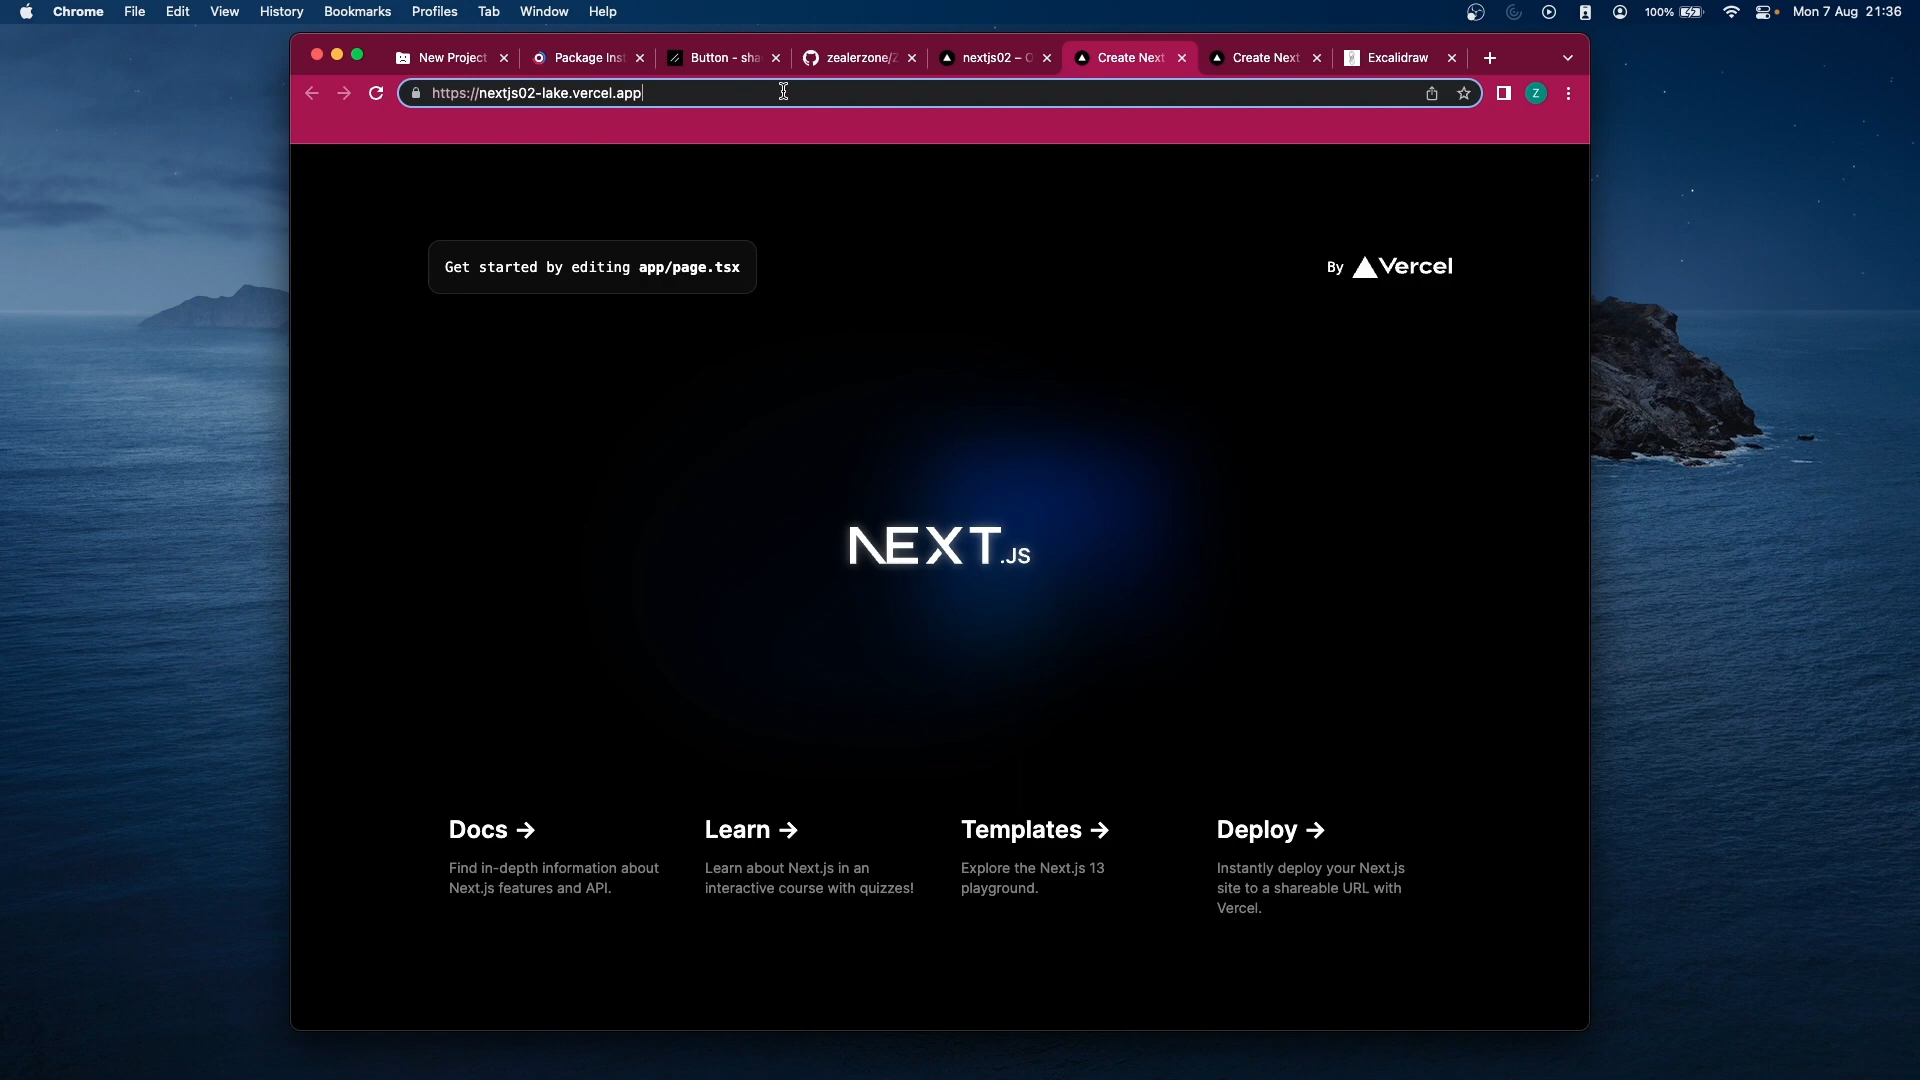 Chrome File Edit View History Bookmarks Profiles Tab Window Help
100% Mon 7 Aug 21:36
New Project
Package Inst
Button - sha
zealerzone/
nextjs02 –
Create Next
Create Next
Excalidraw
https://nextjs02-lake.vercel.app
Z
Get started by editing app/page.tsx
By Vercel
NEXT.JS
Docs →
Find in-depth information about
Next.js features and API.
Learn →
Learn about Next.js in an
interactive course with quizzes!
Templates →
Explore the Next.js 13
playground.
Deploy →
Instantly deploy your Next.js
site to a shareable URL with
Vercel.